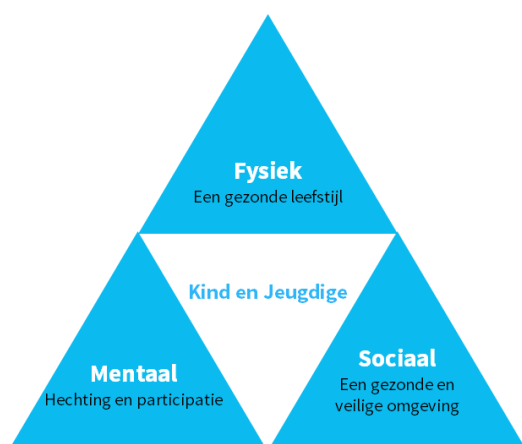 Fysiek
Een gezonde leefstijl
Kind en Jeugdige
Mentaal
Hechting en participatie
Sociaal
Een gezonde en
veilige omgeving